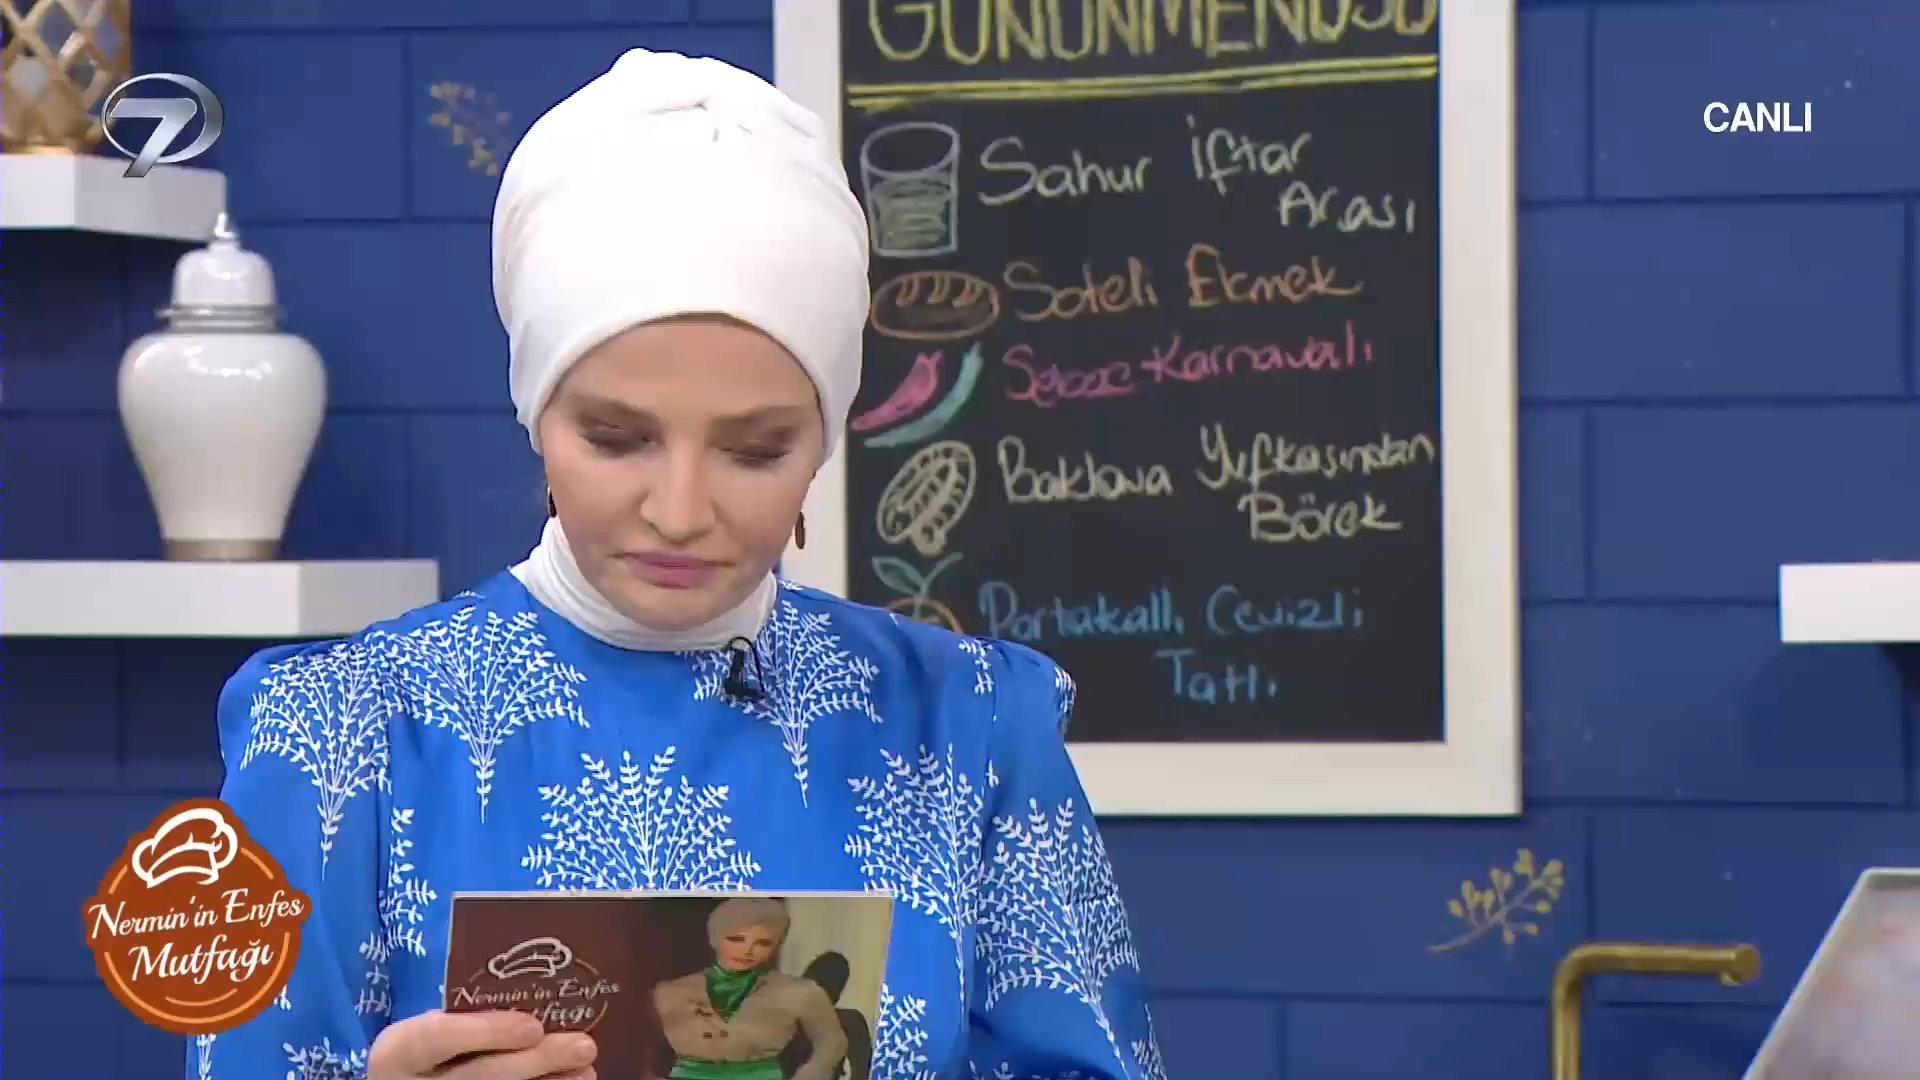 GÜNÜN MENÜSÜ
7
CANLI
Sahur İftar
Arası
Soteli Ekmek
Sebze Karnavalı
Baklava Yufkasından
Börek
Portakallı Cevizli
Tatlı
Nermin'in Enfes
Mutfağı
Nermin'in Enfes
Mutfağı